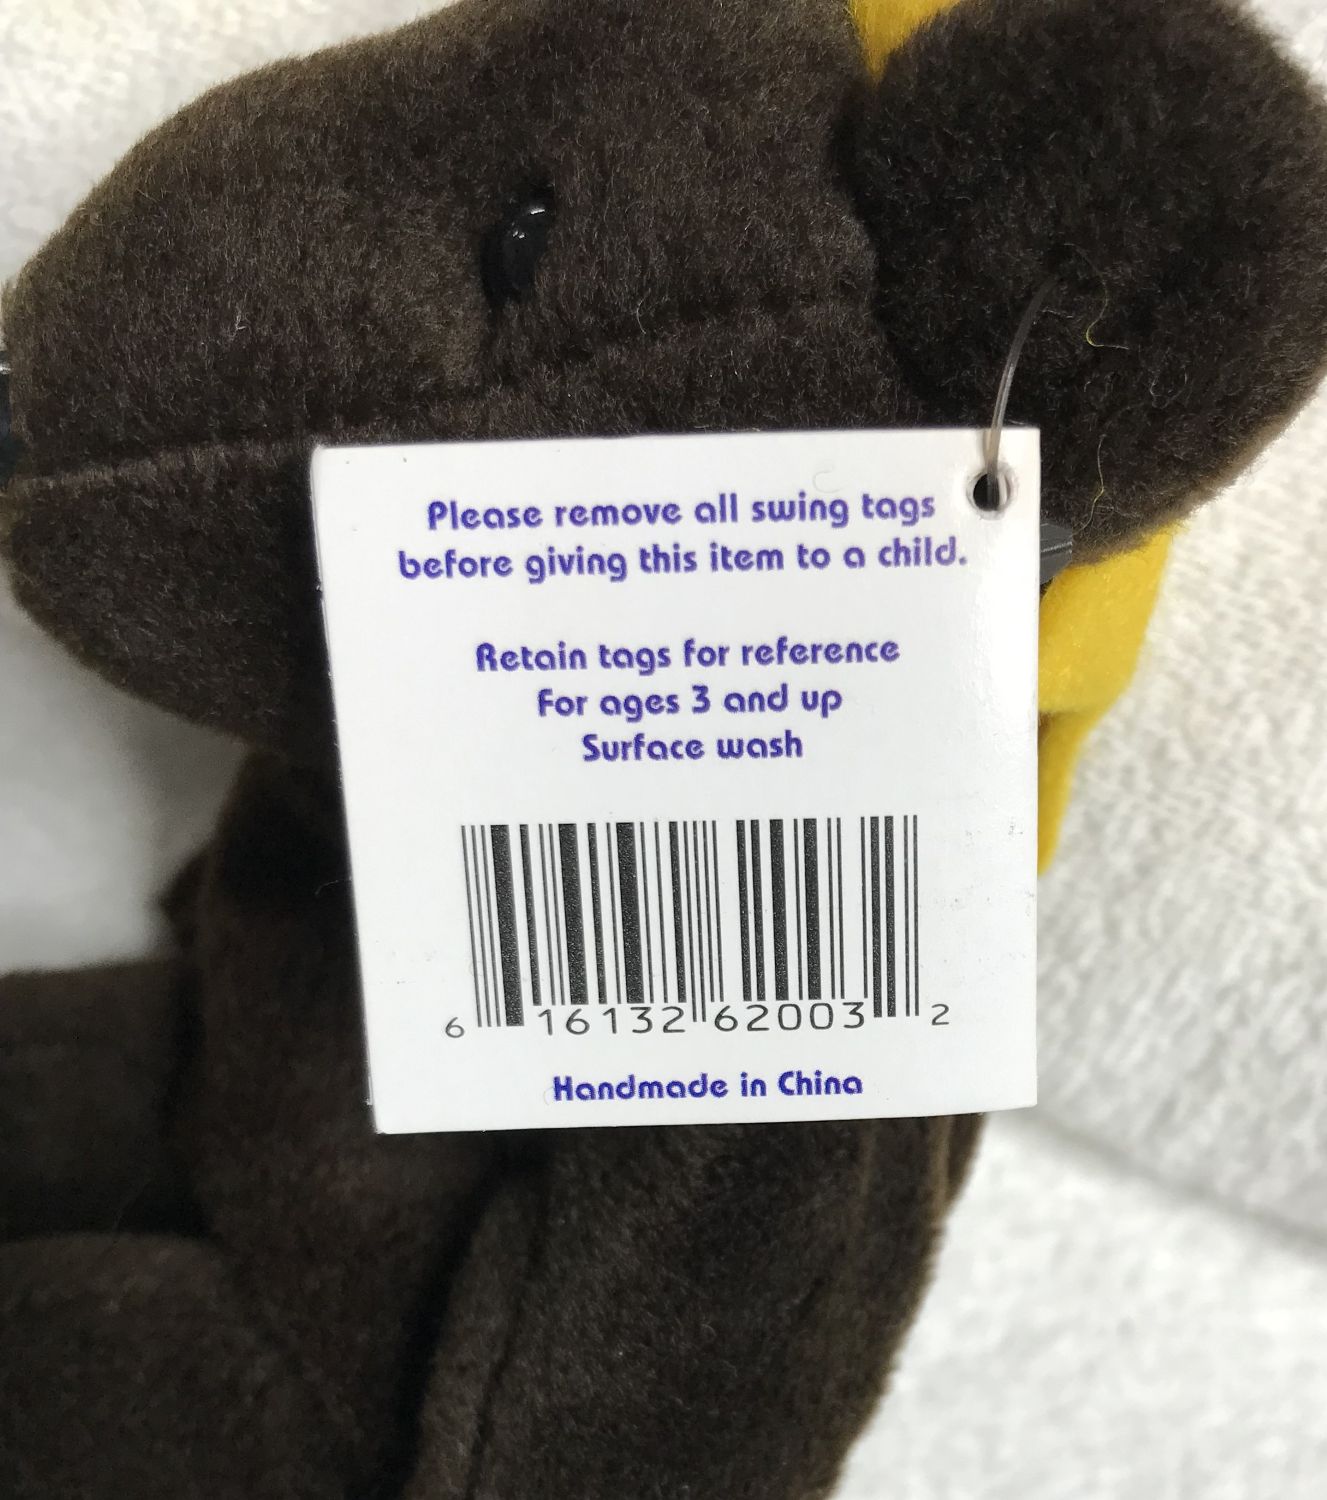 Please remove all swing tags
before giving this item to a child.
Retain tags for reference
For ages 3 and up
Surface wash
6 16132 62003 2
Handmade in China